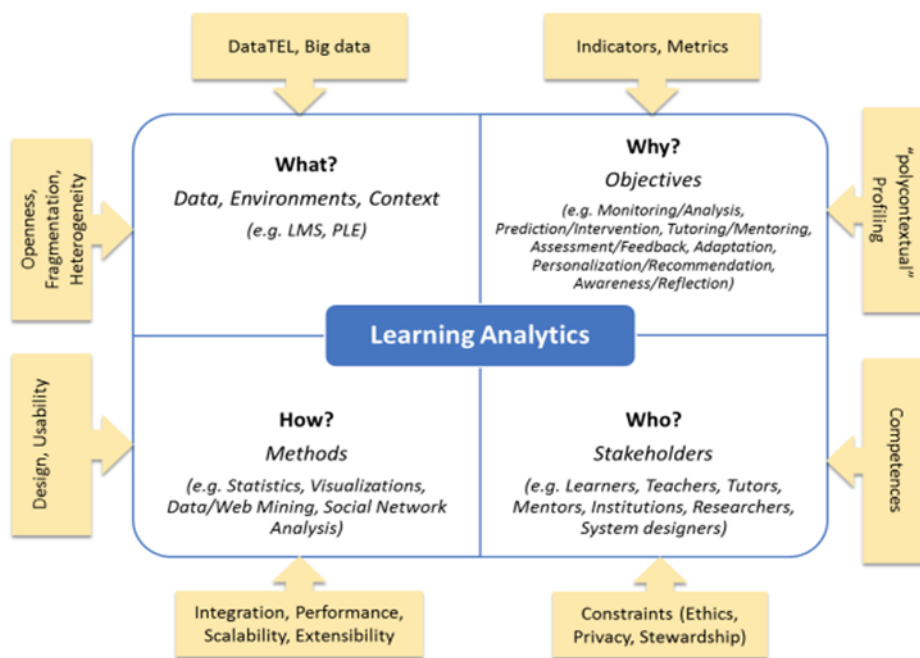 DataTEL, Big data
Indicators, Metrics
Openness,
Fragmentation,
Heterogeneity
What?
Data, Environments, Context
(e.g. LMS, PLE)
Why?
Objectives
(e.g. Monitoring/Analysis,
Prediction/Intervention, Tutoring/Mentoring,
Assessment/Feedback, Adaptation,
Personalization/Recommendation,
Awareness/Reflection)
"polycontextual"
Profiling
Learning Analytics
Design, Usability
How?
Methods
(e.g. Statistics, Visualizations,
Data/Web Mining, Social Network
Analysis)
Who?
Stakeholders
(e.g. Learners, Teachers, Tutors,
Mentors, Institutions, Researchers,
System designers)
Competences
Integration, Performance,
Scalability, Extensibility
Constraints (Ethics,
Privacy, Stewardship)